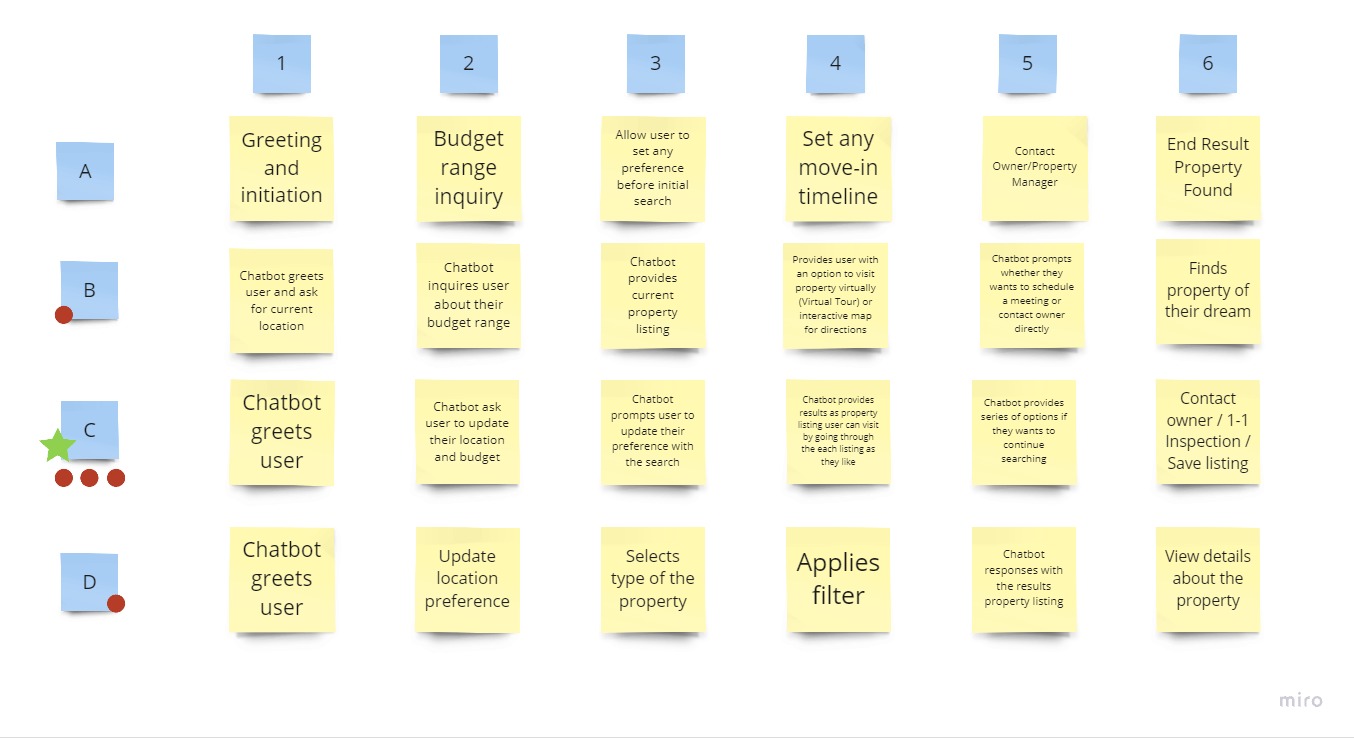 1
2
3
4
5
6
A
Greeting
and
initiation
Budget
range
inquiry
Allow user to
set any
preference
before initial
search
Set any
move-in
timeline
Contact
Owner/Property
Manager
End Result
Property
Found
B
Chatbot greets
user and ask
for current
location
Chatbot
inquires user
about their
budget range
Chatbot
provides
current
property
listing
Provides user with
an option to visit
property virtually
(Virtual Tour) or
interactive map
for directions
Chatbot prompts
whether they
wants to schedule
a meeting or
contact owner
directly
Finds
property of
their dream
C
Chatbot
greets
user
Chatbot ask
user to update
their location
and budget
Chatbot
prompts user to
update their
preference with
the search
Chatbot provides
results as property
listing user can visit
by going through
the each listing as
they like
Chatbot provides
series of options if
they wants to
continue
searching
Contact
owner / 1-1
Inspection /
Save listing
D
Chatbot
greets
user
Update
location
preference
Selects
type of the
property
Applies
filter
Chatbot
responses with
the results
property listing
View details
about the
property
miro